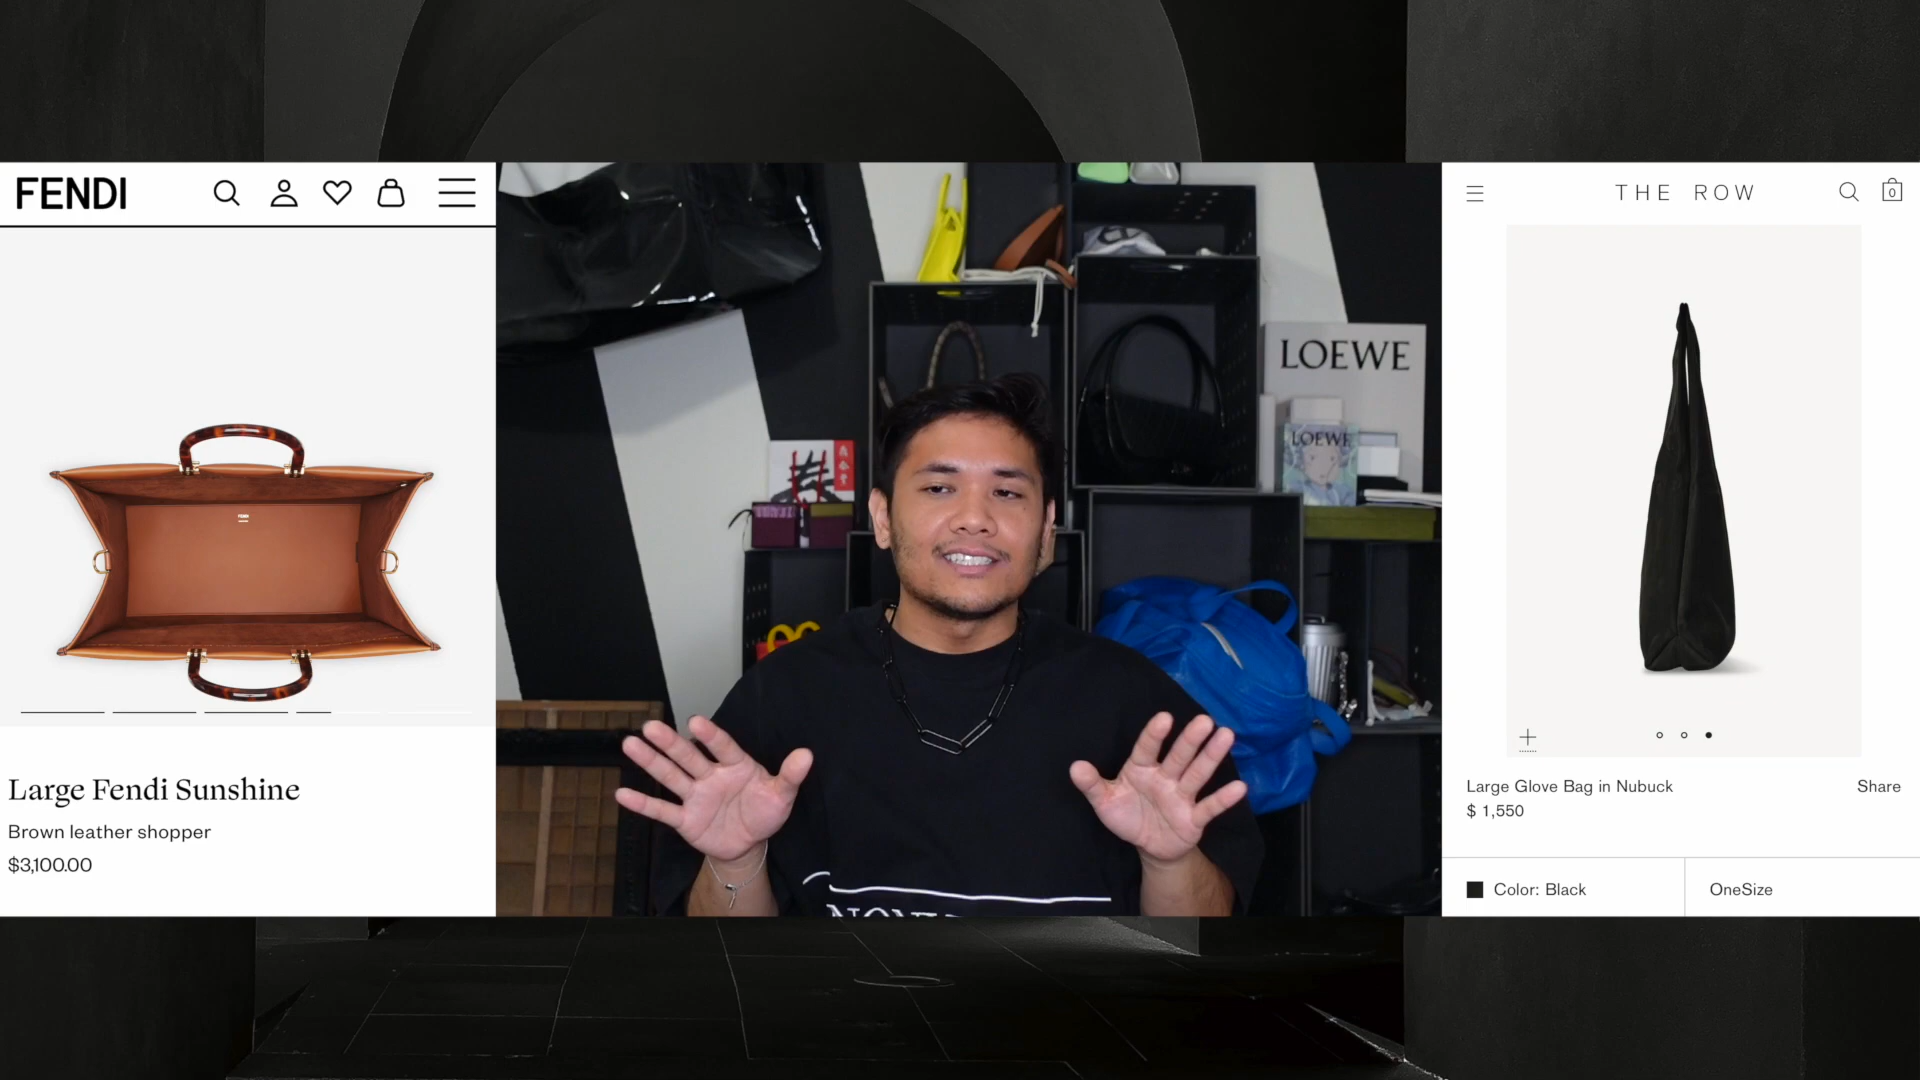 FENDI
Large Fendi Sunshine
Brown leather shopper
$3,100.00
LOEWE
LOEWE
THE ROW
0
Large Glove Bag in Nubuck
Share
$ 1,550
Color: Black
OneSize